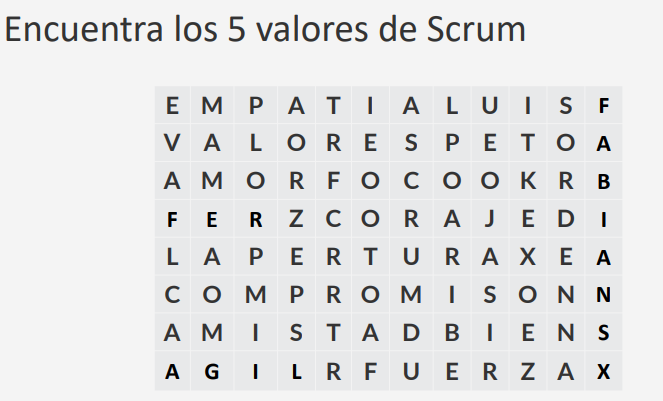 Encuentra los 5 valores de Scrum
E M P A T I A L U I S F
V A L O R E S P E T O A
A M O R F O C O O K R B
F E R Z C O R A J E D I
L A P E R T U R A X E A
C O M P R O M I S O N N
A M I S T A D B I E N S
A G I L R F U E R Z A X